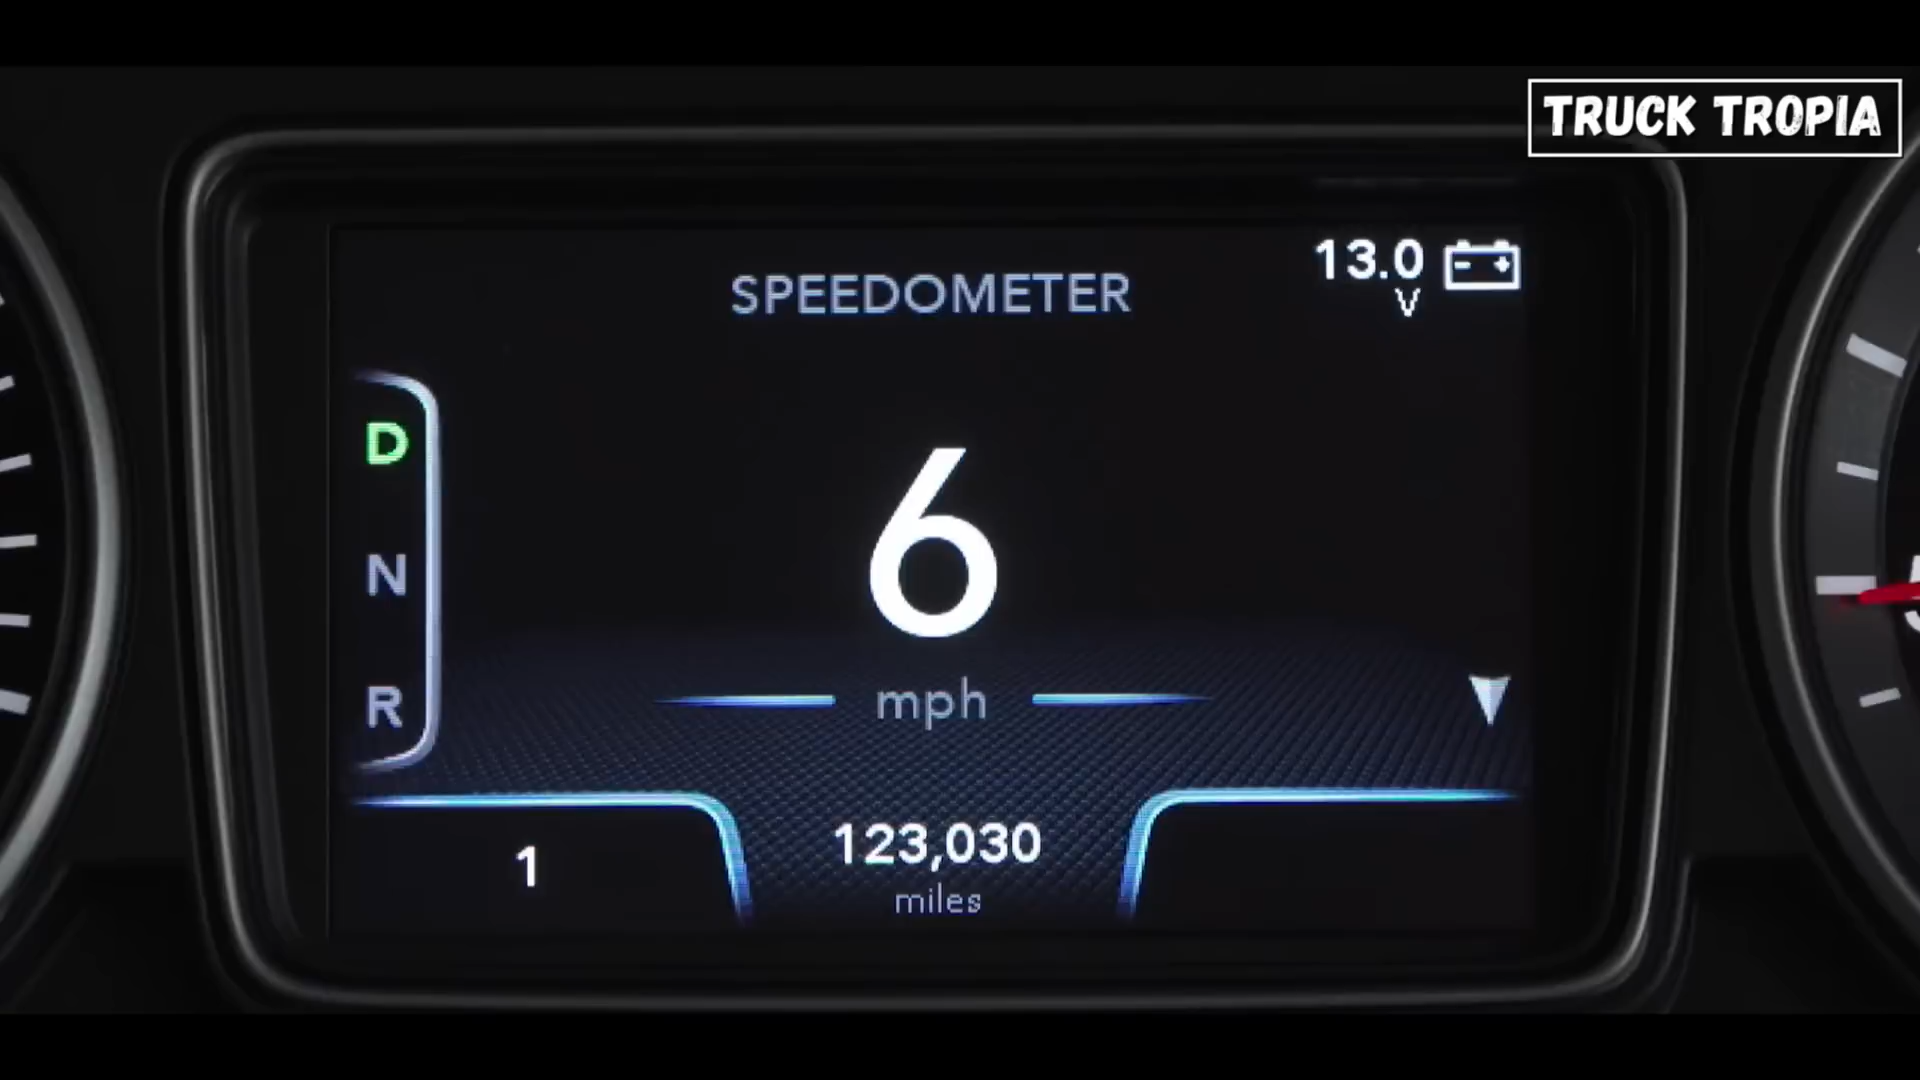 TRUCK TROPIA
13.0
V
SPEEDOMETER
D
N
R
6
mph
1
123,030
miles